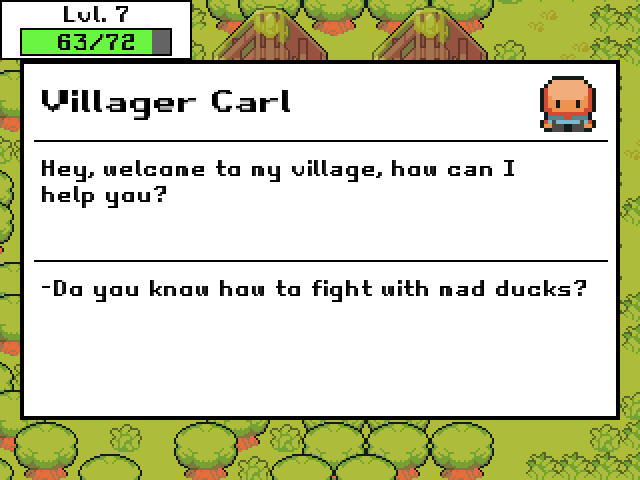 Lvl. 7
63/72
Villager Carl
Hey, welcome to my village, how can I
help you?
-Do you know how to fight with mad ducks?